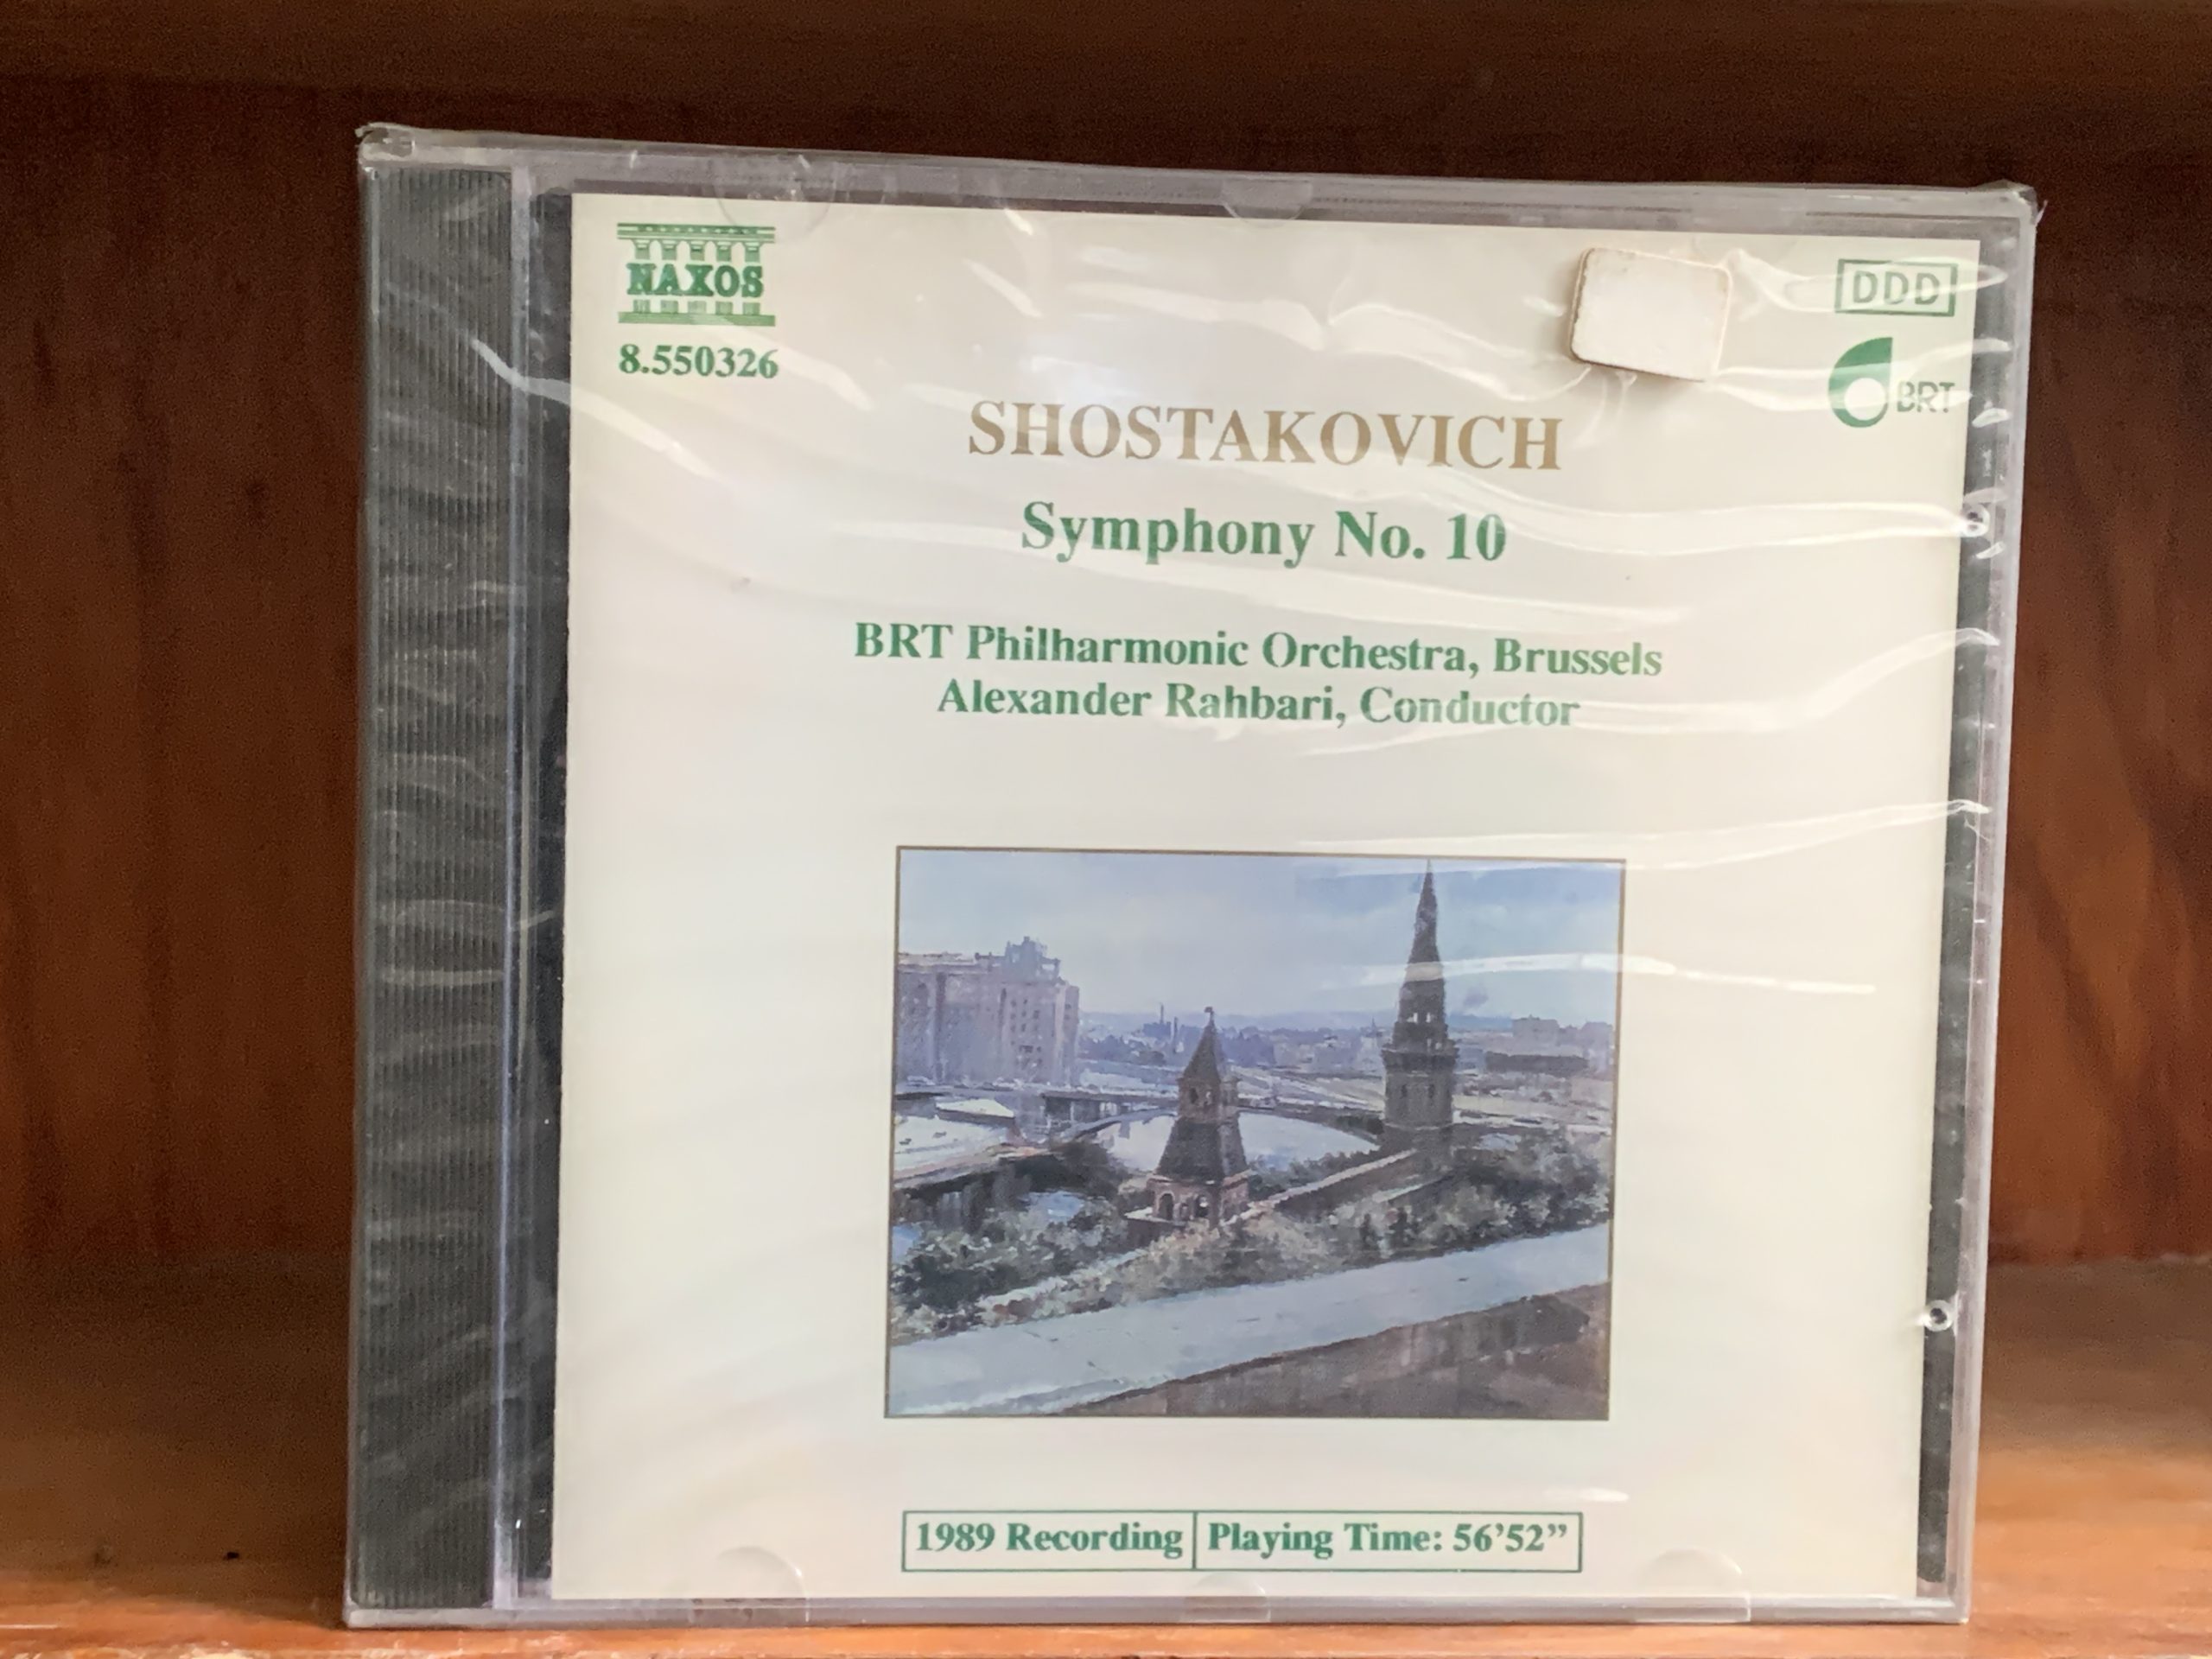 NAXOS
8.550326
DDD
BRT
SHOSTAKOVICH
Symphony No. 10
BRT Philharmonic Orchestra, Brussels
Alexander Rahbari, Conductor
1989 Recording Playing Time: 56’52”